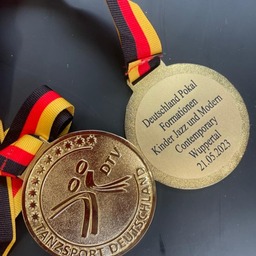 DTV
TANZSPORT DEUTSCHLAND
Deutschland Pokal
Formationen
Kinder Jazz und Modern
Contemporary
Wuppertal
21.05.2023